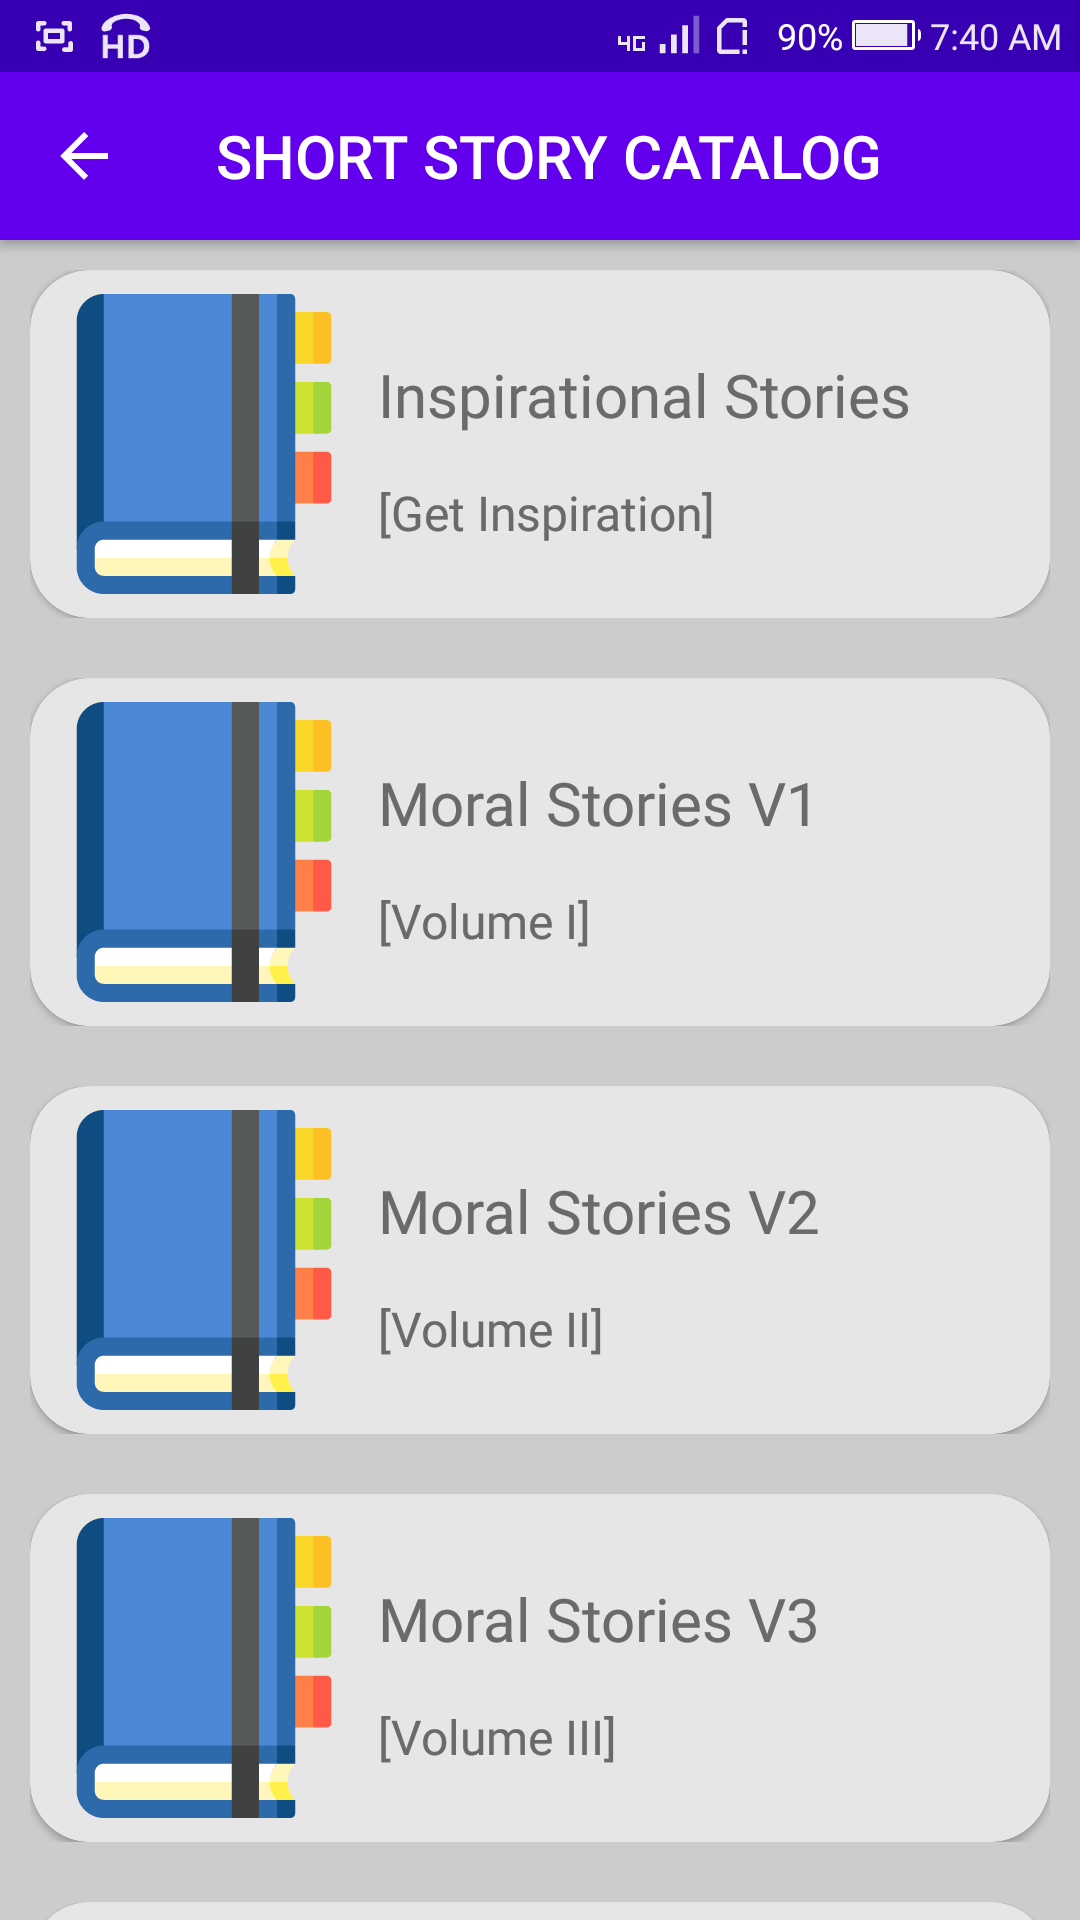 HD 4G 90% 7:40 AM
SHORT STORY CATALOG
Inspirational Stories
[Get Inspiration]
Moral Stories V1
[Volume I]
Moral Stories V2
[Volume II]
Moral Stories V3
[Volume III]